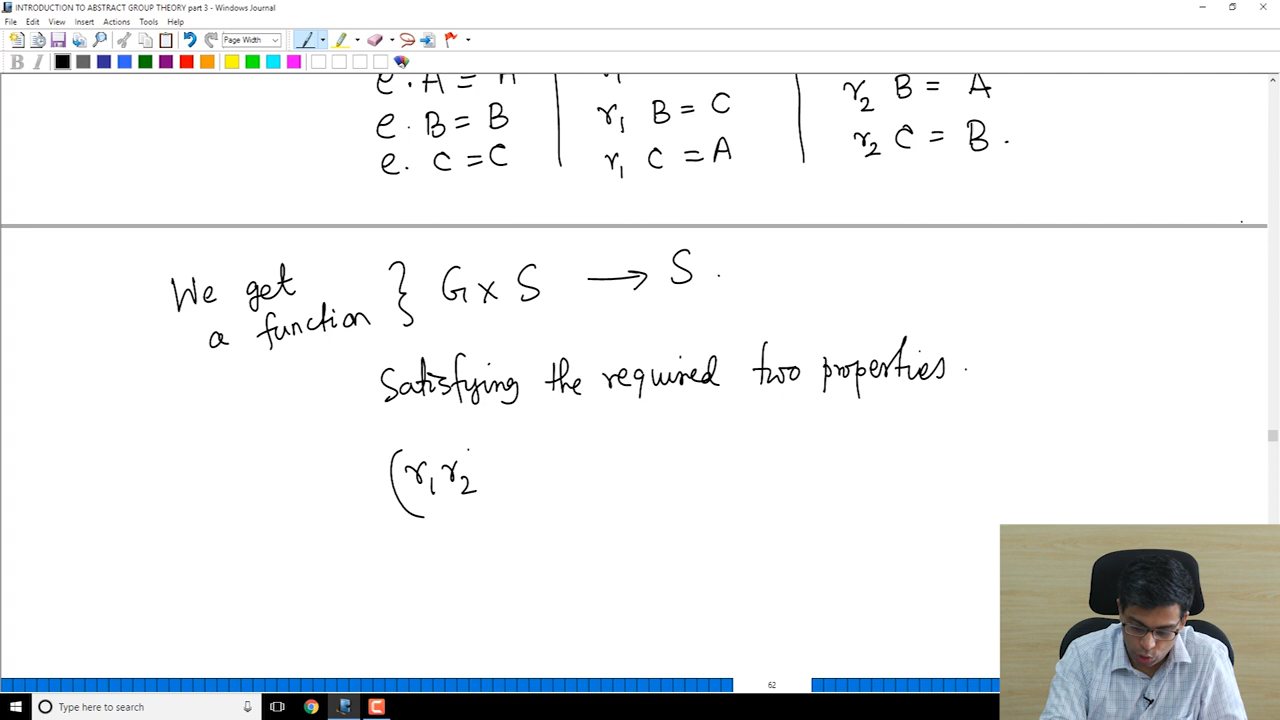 INTRODUCTION TO ABSTRACT GROUP THEORY part 3 - Windows Journal
File Edit View Insert Actions Tools Help
Page Width
B I
e · A = A
e · B = B
e · C = C
r₁ B = C
r₁ C = A
r₂ B = A
r₂ C = B .
We get
a function } G × S ⟶ S .
Satisfying the required two properties .
(r₁ r₂
62
Type here to search